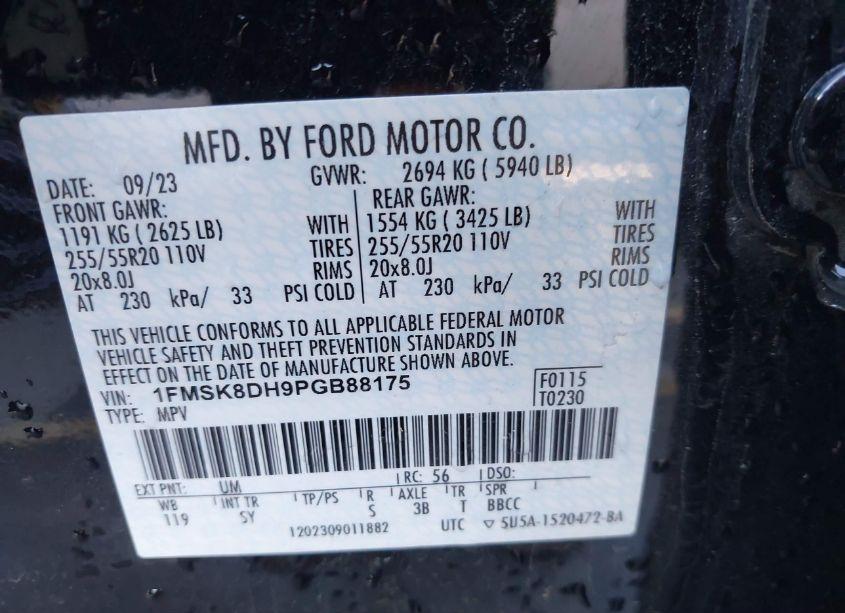 MFD. BY FORD MOTOR CO.
DATE: 09/23 GVWR: 2694 KG ( 5940 LB)
FRONT GAWR: REAR GAWR:
1191 KG ( 2625 LB) WITH 1554 KG ( 3425 LB) WITH
255/55R20 110V TIRES 255/55R20 110V TIRES
20x8.0J RIMS 20x8.0J RIMS
AT 230 kPa/ 33 PSI COLD AT 230 kPa/ 33 PSI COLD
THIS VEHICLE CONFORMS TO ALL APPLICABLE FEDERAL MOTOR
VEHICLE SAFETY AND THEFT PREVENTION STANDARDS IN
EFFECT ON THE DATE OF MANUFACTURE SHOWN ABOVE.
VIN: 1FMSK8DH9PGB88175 F0115
TYPE: MPV T0230
EXT PNT: UM RC: 56 DSO:
WB INT TR TP/PS R AXLE TR SPR
119 SY S 3B T BBCC
1202309011882 UTC ▽ 5U5A-1520472-BA